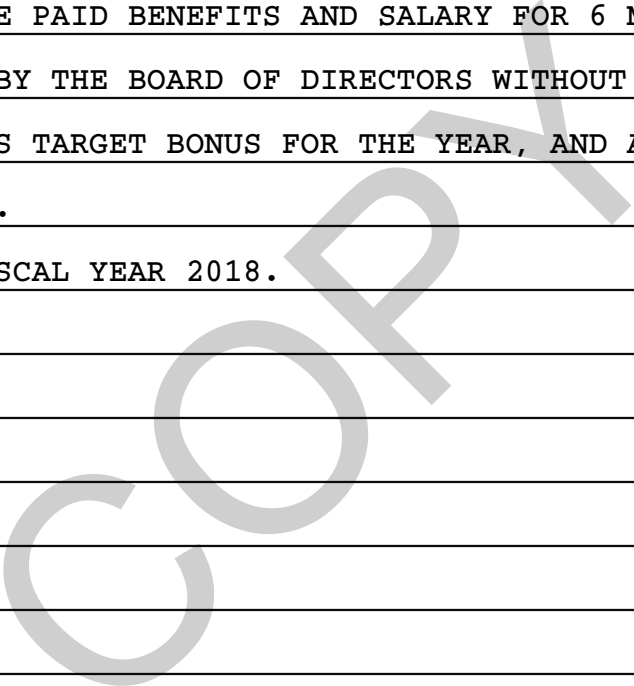 E PAID BENEFITS AND SALARY FOR 6
BY THE BOARD OF DIRECTORS WITHOUT
S TARGET BONUS FOR THE YEAR, AND
.
SCAL YEAR 2018.
COPY